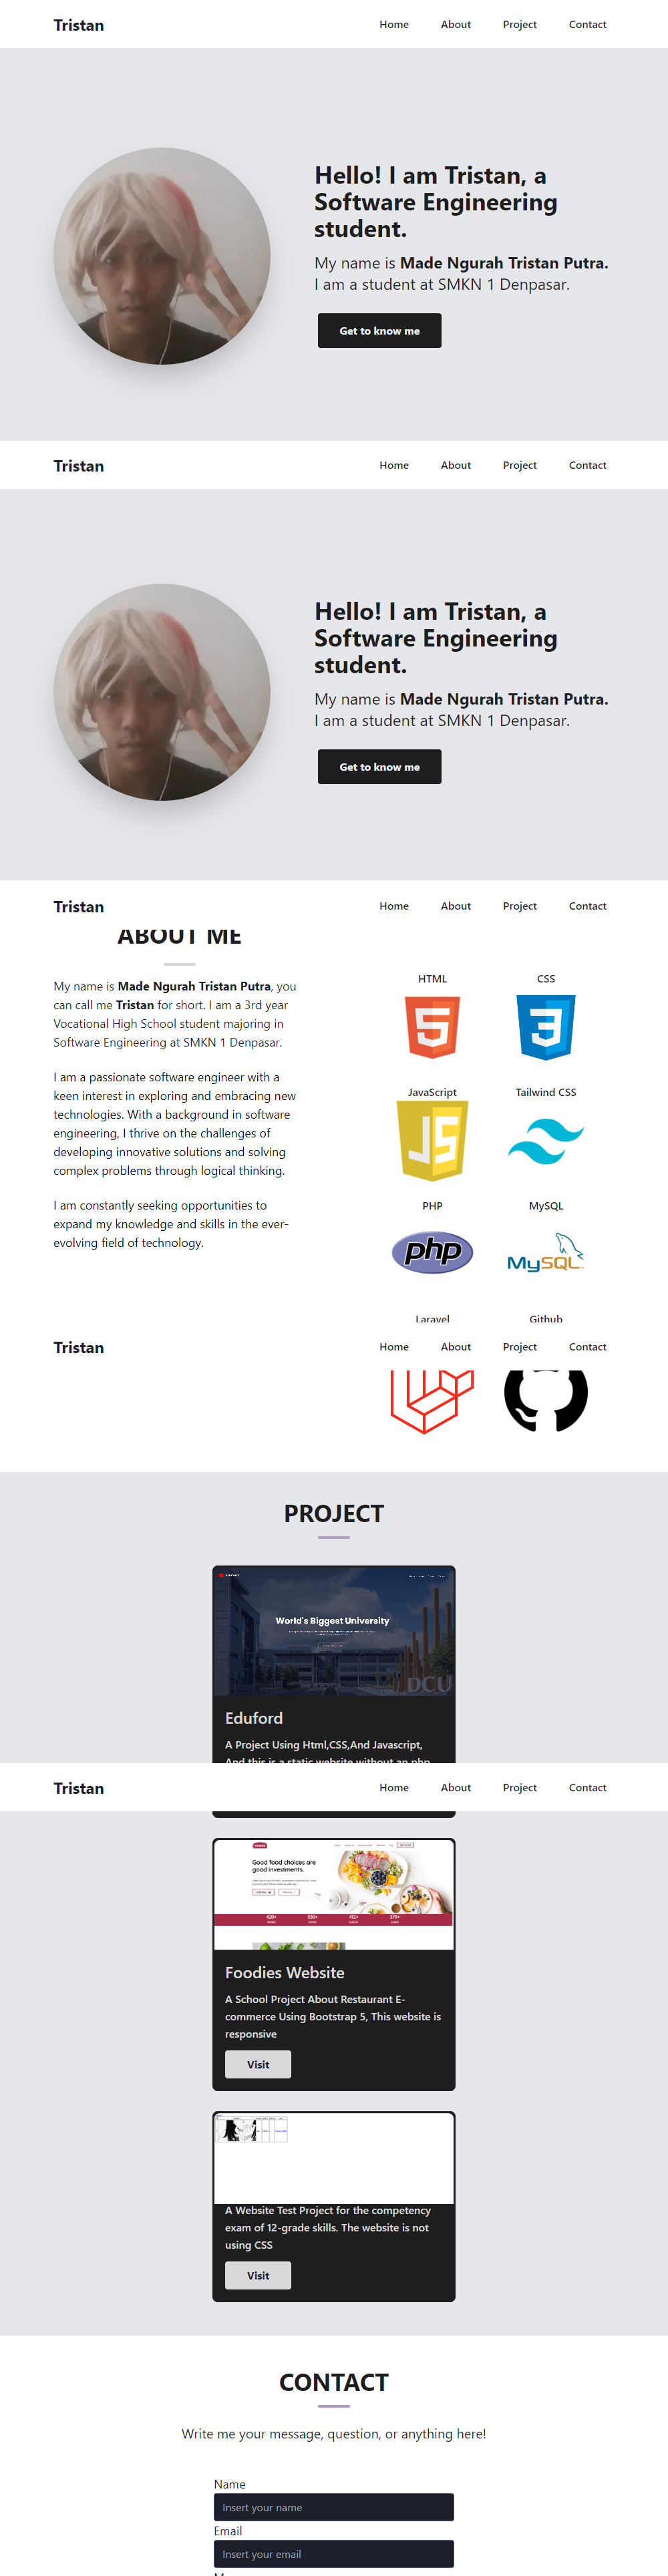 Tristan
Home About Project Contact
Hello! I am Tristan, a
Software Engineering
student.
My name is Made Ngurah Tristan Putra.
I am a student at SMKN 1 Denpasar.
Get to know me
Tristan
Home About Project Contact
Hello! I am Tristan, a
Software Engineering
student.
My name is Made Ngurah Tristan Putra.
I am a student at SMKN 1 Denpasar.
Get to know me
Tristan
Home About Project Contact
ABOUT ME
My name is Made Ngurah Tristan Putra, you
can call me Tristan for short. I am a 3rd year
Vocational High School student majoring in
Software Engineering at SMKN 1 Denpasar.
I am a passionate software engineer with a
keen interest in exploring and embracing new
technologies. With a background in software
engineering, I thrive on the challenges of
developing innovative solutions and solving
complex problems through logical thinking.
I am constantly seeking opportunities to
expand my knowledge and skills in the ever-
evolving field of technology.
HTML CSS
5 3
JavaScript Tailwind CSS
JS
PHP MySQL
php MySQL
Laravel Github
Tristan
Home About Project Contact
PROJECT
World's Biggest University
DCU
Eduford
A Project Using Html,CSS,And Javascript,
And this is a static website without an php
Tristan
Home About Project Contact
Good food choices are
good investments.
Foodies Website
A School Project About Restaurant E-
commerce Using Bootstrap 5, This website is
responsive
Visit
A Website Test Project for the competency
exam of 12-grade skills. The website is not
using CSS
Visit
CONTACT
Write me your message, question, or anything here!
Name
Insert your name
Email
Insert your email